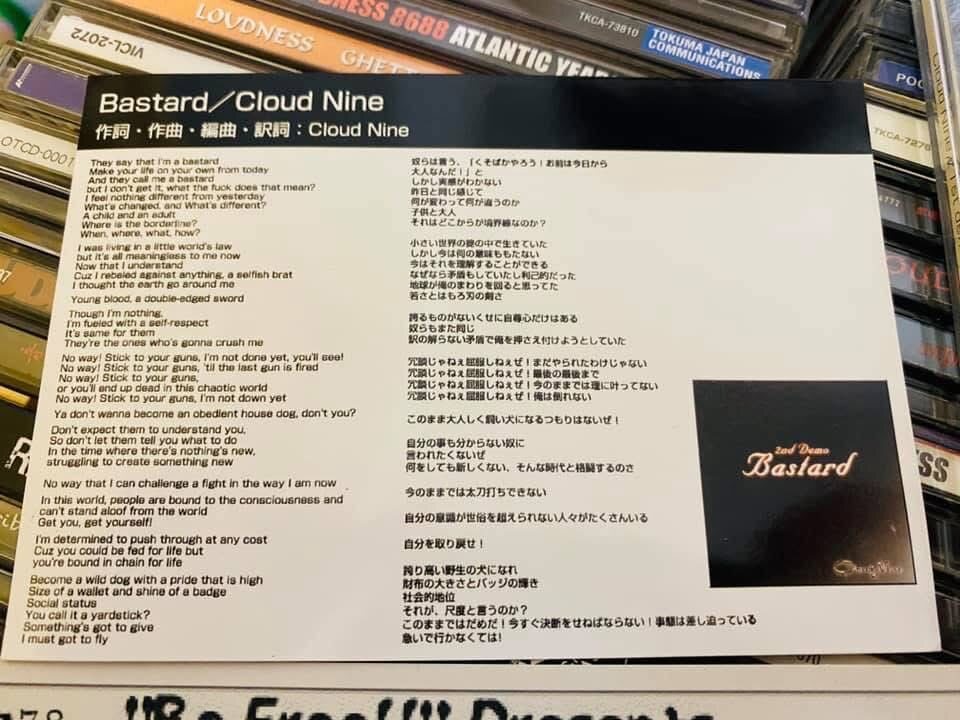 VICL-2072
LOUDNESS
GHETT
8688 ATLANTIC YEA
TKCA-73810
TOKUMA JAPAN
COMMUNICATIONS
OTCD-0001
TKCA-727
Bastard／Cloud Nine
作詞・作曲・編曲・訳詞：Cloud Nine
They say that I'm a bastard
Make your life on your own from today
And they call me a bastard
but I don't get it, what the fuck does that mean?
I feel nothing different from yesterday
What's changed, and What's different?
A child and an adult
Where is the borderline?
When, where, what, how?
I was living in a little world's law
but it's all meaningless to me now
Now that I understand
Cuz I rebeled against anything, a selfish brat
I thought the earth go around me
Young blood, a double-edged sword
Though I'm nothing,
I'm fueled with a self-respect
It's same for them
They're the ones who's gonna crush me
No way! Stick to your guns, I'm not done yet, you'll see!
No way! Stick to your guns, 'til the last gun is fired
No way! Stick to your guns,
or you'll end up dead in this chaotic world
No way! Stick to your guns, I'm not down yet
Ya don't wanna become an obedient house dog, don't you?
Don't expect them to understand you,
So don't let them tell you what to do
In the time where there's nothing's new,
struggling to create something new
No way that I can challenge a fight in the way I am now
In this world, people are bound to the consciousness and
can't stand aloof from the world
Get you, get yourself!
I'm determined to push through at any cost
Cuz you could be fed for life but
you're bound in chain for life
Become a wild dog with a pride that is high
Size of a wallet and shine of a badge
Social status
You call it a yardstick?
Something's got to give
I must got to fly
奴らは言う、「くそばかやろう！お前は今日から
大人なんだ！」と
しかし実感がわかない
昨日と同じ感じて
何が変わって何が違うのか
子供と大人
それはどこからが境界線なのか？
小さい世界の掟の中で生きていた
しかし今は何の意味ももたない
今はそれを理解することができる
なぜなら矛盾もしていたし利己的だった
地球が俺のまわりを回ると思ってた
若さとはもろ刃の剣さ
誇るものがないくせに自尊心だけはある
奴らもまた同じ
訳の解らない矛盾で俺を押さえ付けようとしていた
冗談じゃねぇ屈服しねぇぜ！まだやられたわけじゃない
冗談じゃねぇ屈服しねぇぜ！最後の最後まで
冗談じゃねぇ屈服しねぇぜ！今のままでは理に叶ってない
冗談じゃねぇ屈服しねぇぜ！俺は倒れない
このまま大人しく飼い犬になるつもりはないぜ！
自分の事も分からない奴に
言われたくないぜ
何をしても新しくない、そんな時代と格闘するのさ
今のままでは太刀打ちできない
自分の意識が世俗を超えられない人々がたくさんいる
自分を取り戻せ！
誇り高い野生の犬になれ
財布の大きさとバッジの輝き
社会的地位
それが、尺度と言うのか？
このままではだめだ！今すぐ決断をせねばならない！事態は差し迫っている
急いで行かなくては!
2nd Demo
Bastard
Cloud Nine